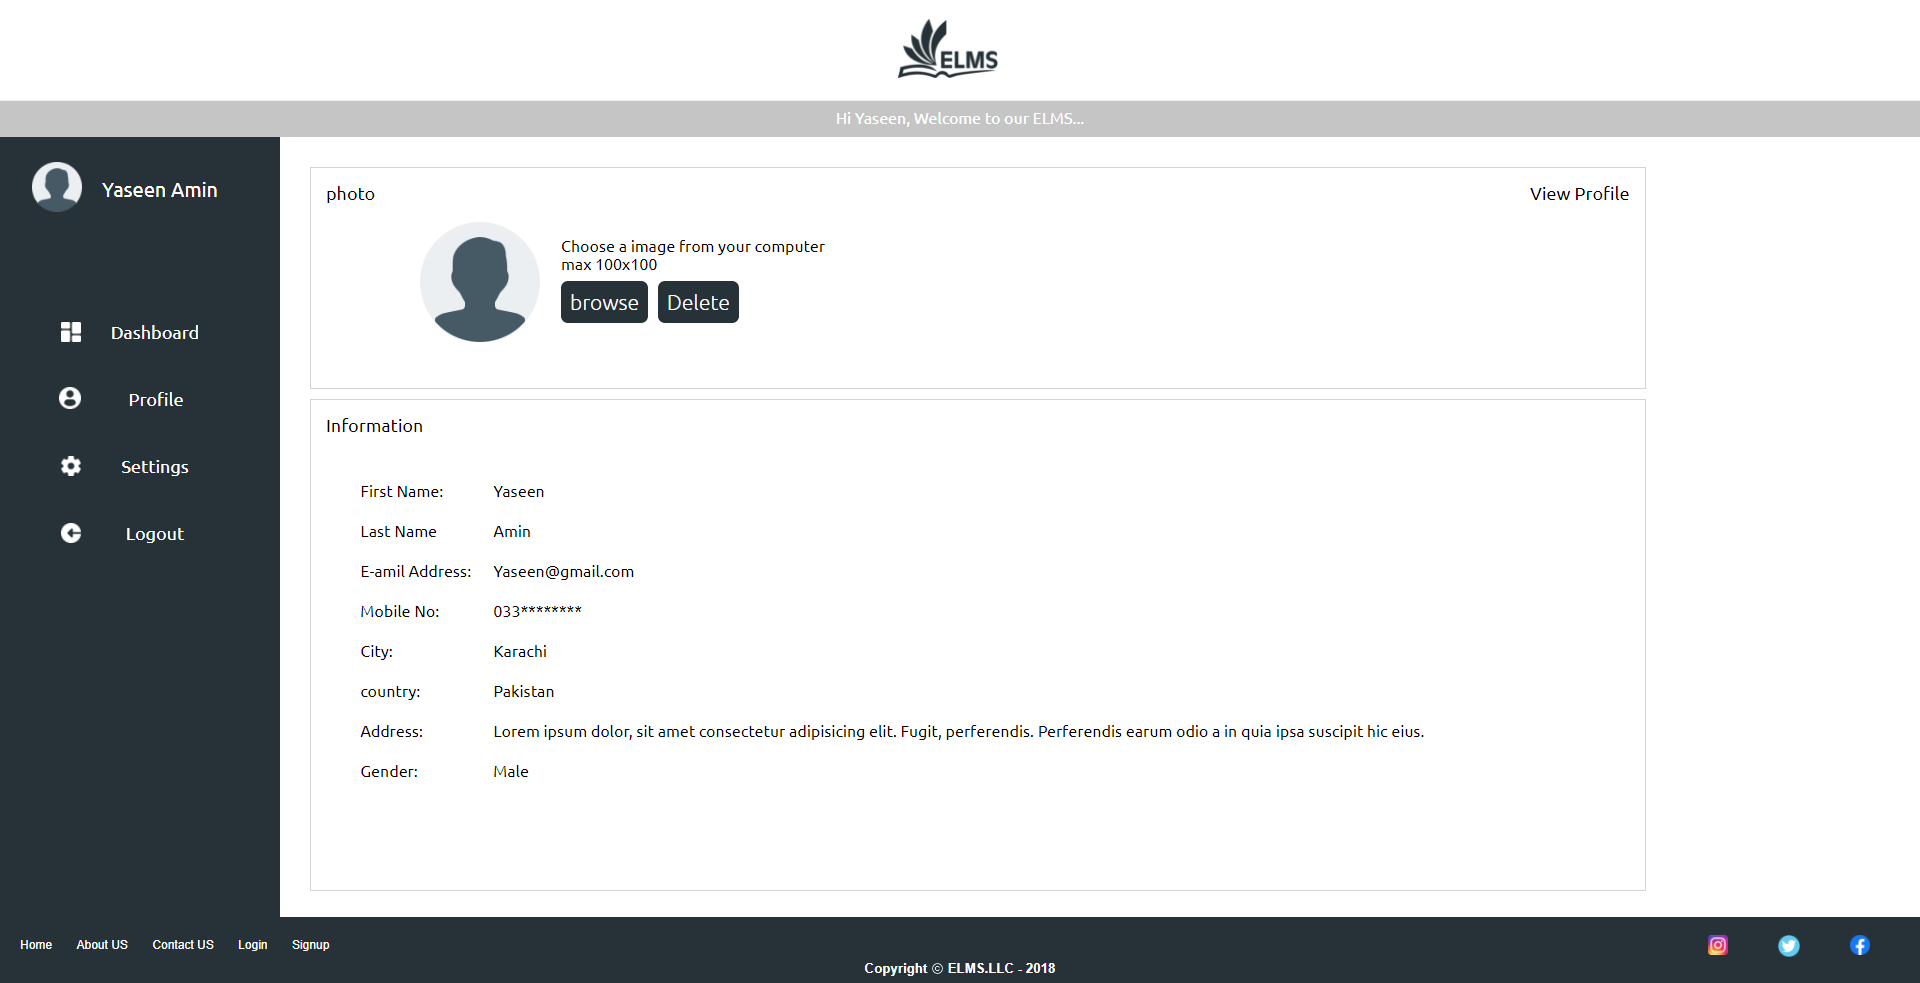 ELMS
Hi Yaseen, Welcome to our ELMS...
Yaseen Amin
Dashboard
Profile
Settings
Logout
photo
View Profile
Choose a image from your computer
max 100x100
browse
Delete
Information
First Name: Yaseen
Last Name Amin
E-amil Address: Yaseen@gmail.com
Mobile No: 033********
City: Karachi
country: Pakistan
Address: Lorem ipsum dolor, sit amet consectetur adipisicing elit. Fugit, perferendis. Perferendis earum odio a in quia ipsa suscipit hic eius.
Gender: Male
Home About US Contact US Login Signup
Copyright © ELMS.LLC - 2018